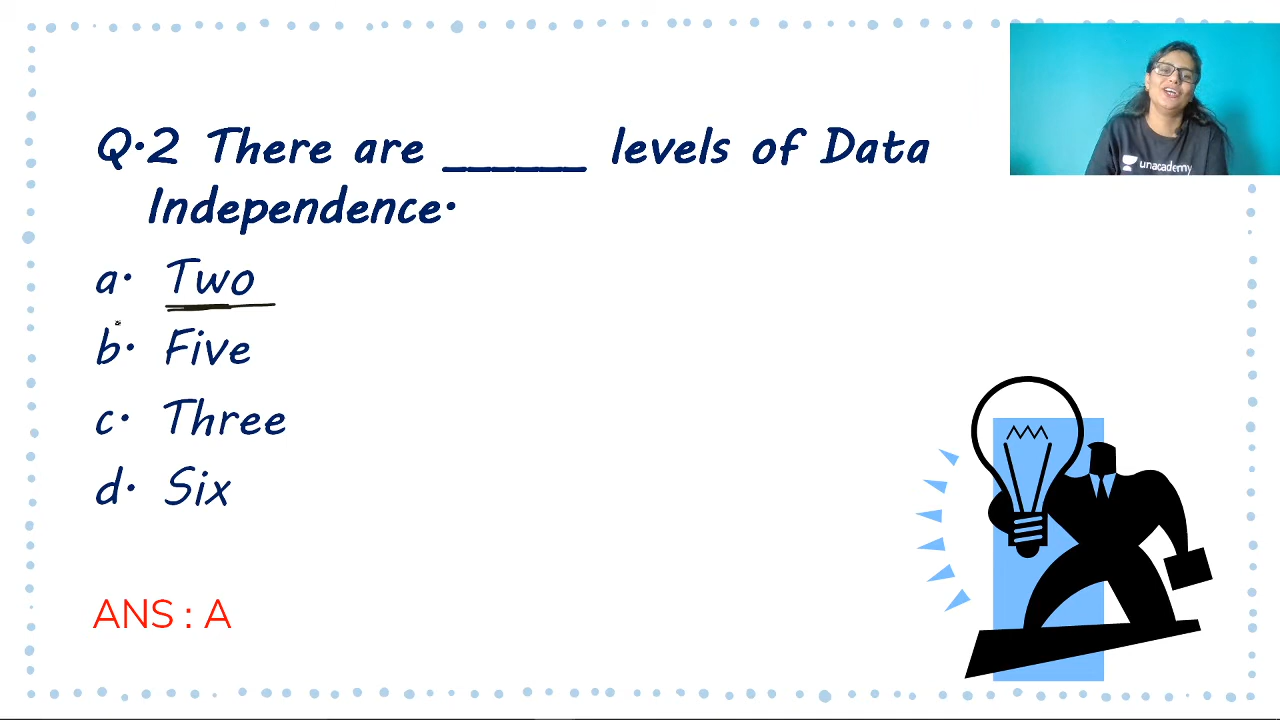 Q.2 There are ______ levels of Data
Independence.
a. Two
b. Five
c. Three
d. Six
ANS : A
unacademy